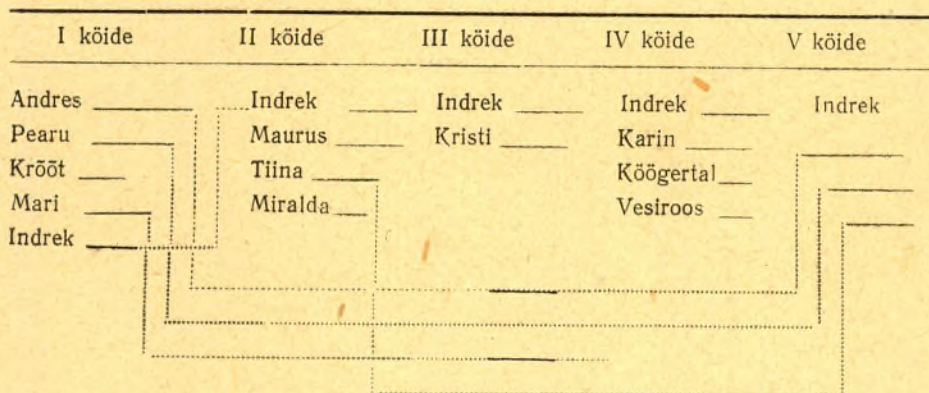 I köide II köide III köide IV köide V köide
Andres Indrek Indrek Indrek Indrek
Pearu Maurus Kristi Karin
Krõõt Tiina Köögertal
Mari Miralda Vesiroos
Indrek